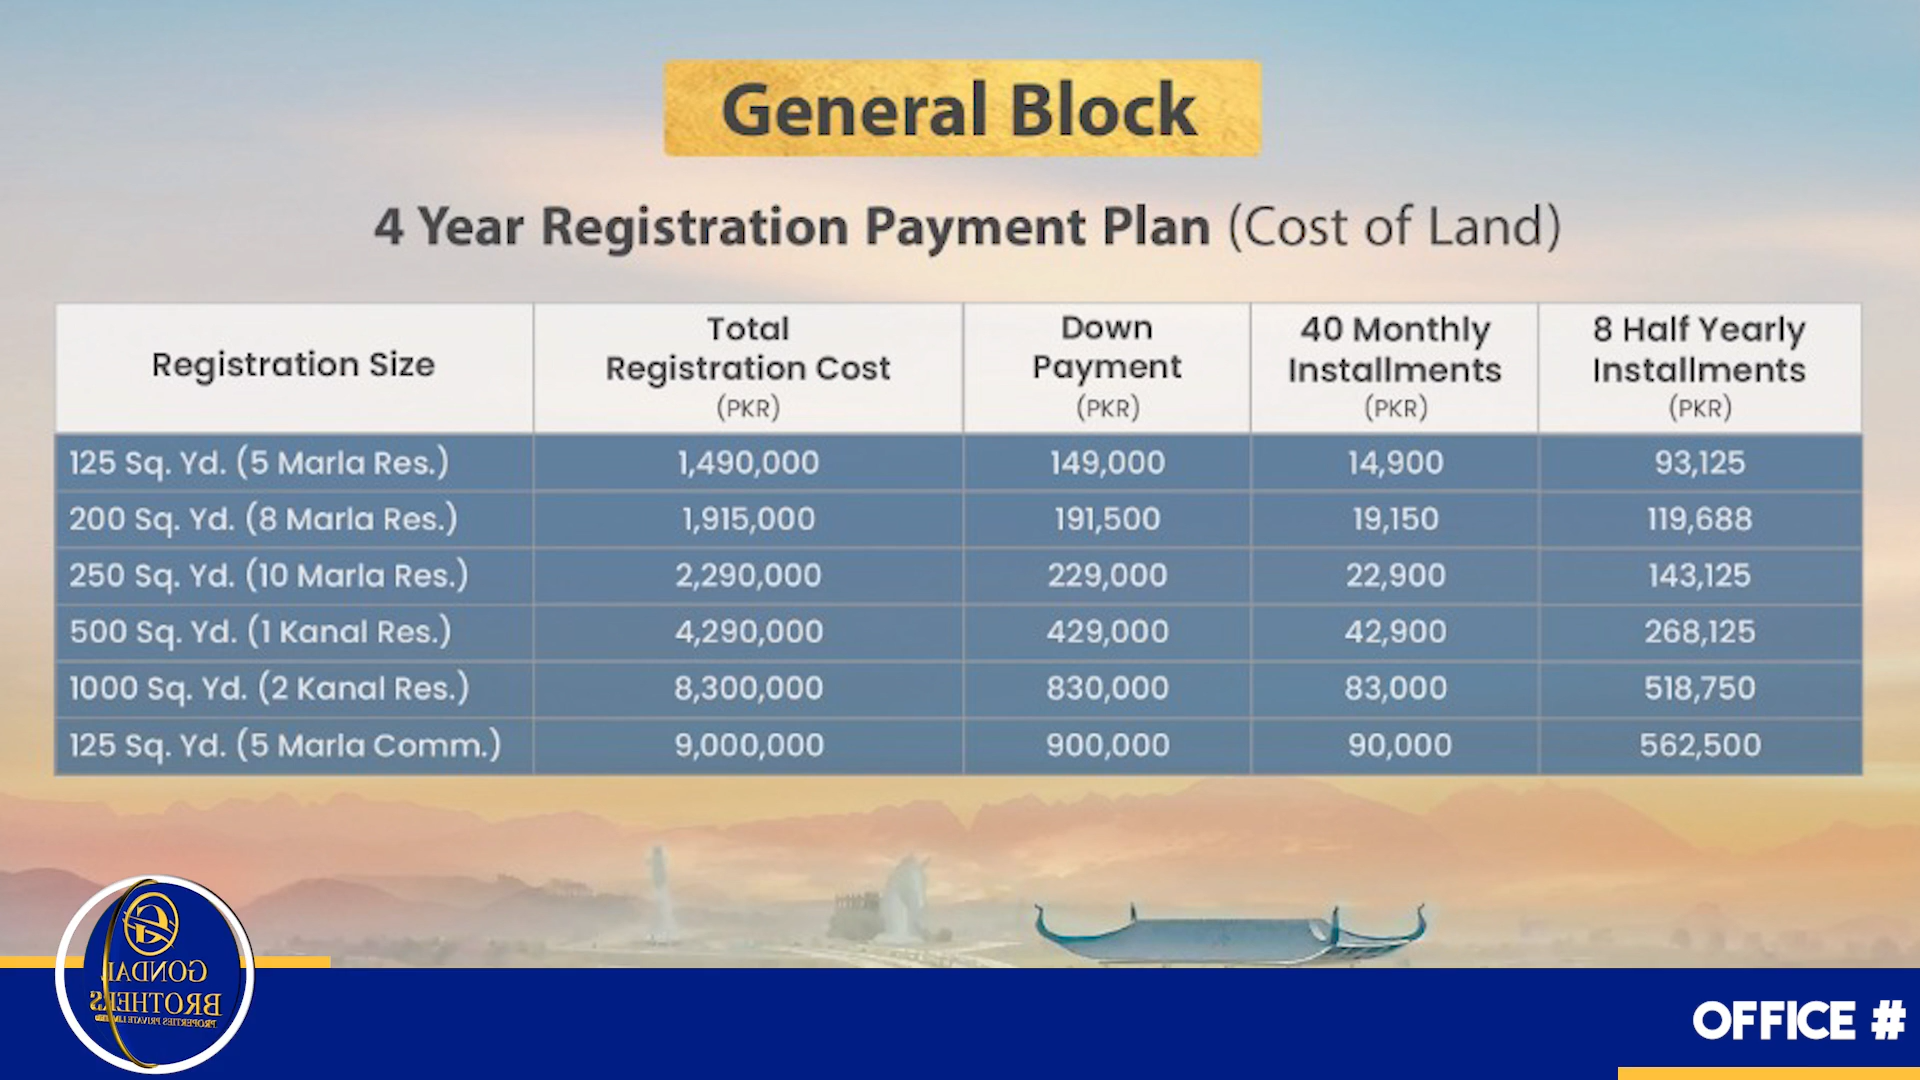 General Block
4 Year Registration Payment Plan (Cost of Land)
Registration Size
Total
Registration Cost
(PKR)
Down
Payment
(PKR)
40 Monthly
Installments
(PKR)
8 Half Yearly
Installments
(PKR)
125 Sq. Yd. (5 Marla Res.) 1,490,000 149,000 14,900 93,125
200 Sq. Yd. (8 Marla Res.) 1,915,000 191,500 19,150 119,688
250 Sq. Yd. (10 Marla Res.) 2,290,000 229,000 22,900 143,125
500 Sq. Yd. (1 Kanal Res.) 4,290,000 429,000 42,900 268,125
1000 Sq. Yd. (2 Kanal Res.) 8,300,000 830,000 83,000 518,750
125 Sq. Yd. (5 Marla Comm.) 9,000,000 900,000 90,000 562,500
GONDAL
BROTHERS
PROPERTIES PRIVATE LIMITED
OFFICE #